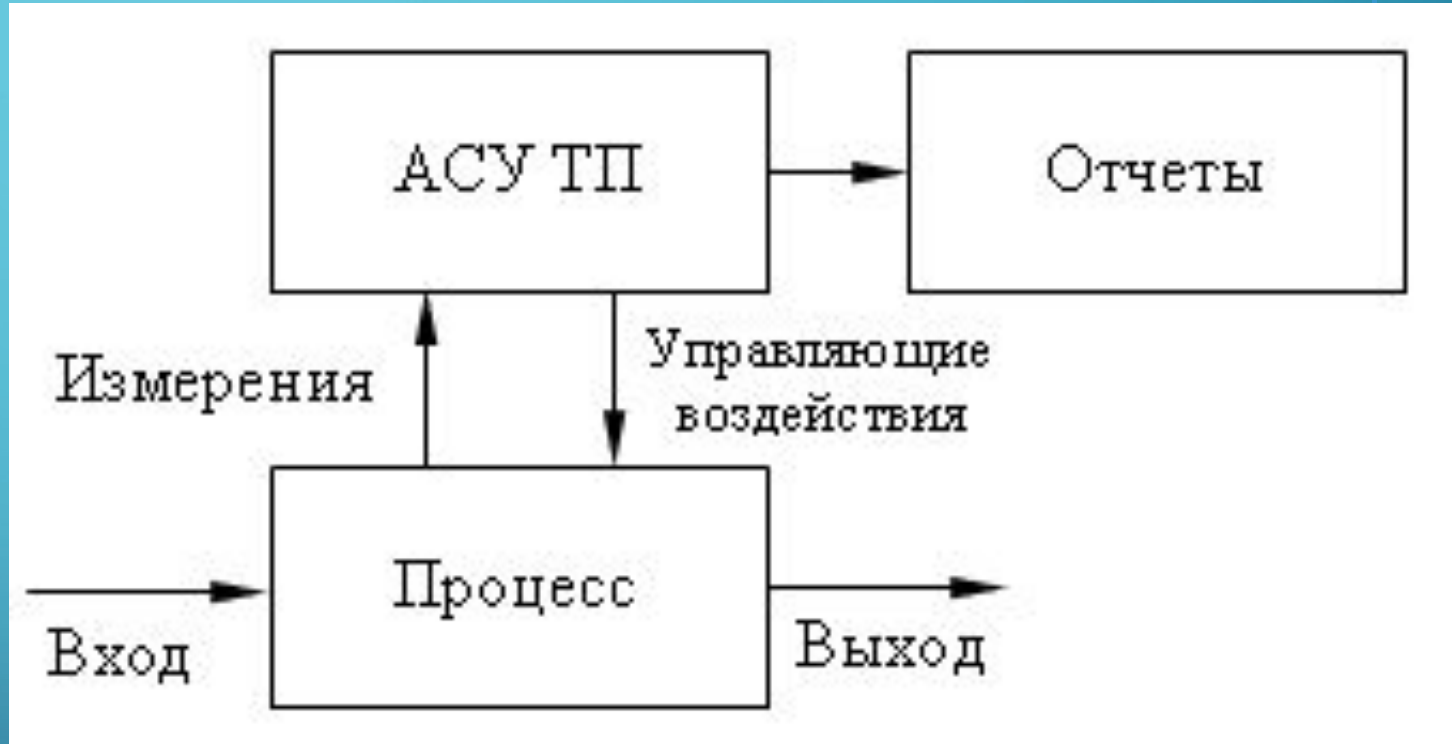 АСУ ТП
Отчеты
Измерения
Управляющие
воздействия
Процесс
Вход
Выход